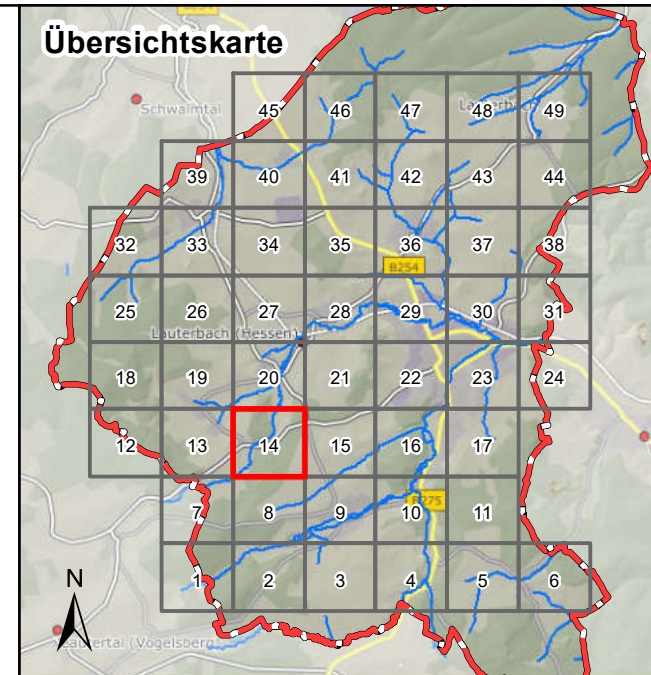 Übersichtskarte
Schwalmtal
45 46 47 48 49
39 40 41 42 43 44
32 33 34 35 36 37 38
B254
25 26 27 28 29 30 31
Lauterbach (Hessen)
18 19 20 21 22 23 24
12 13 14 15 16 17
7 8 9 10 11
B275
1 2 3 4 5 6
N
Lautertal (Vogelsberg)